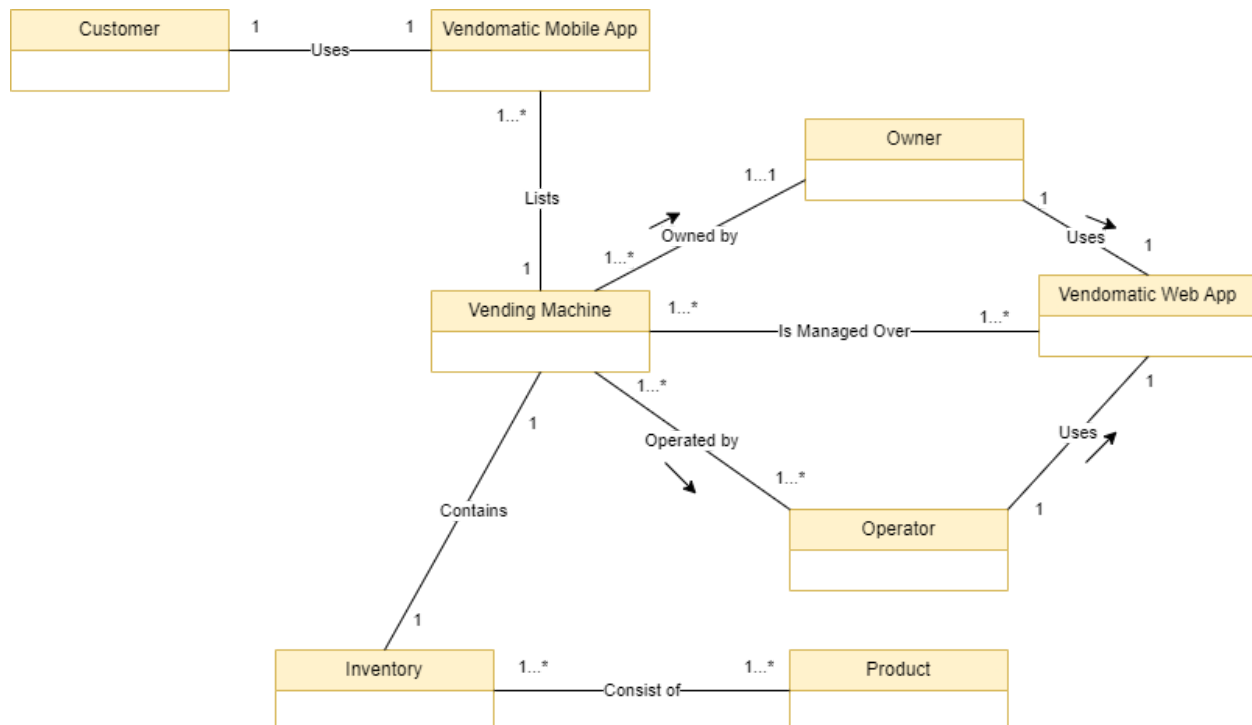 Customer
1
Uses
1
Vendomatic Mobile App
1...*
Lists
1
Owner
1...1
Owned by
1...*
1
Uses
1
Vending Machine
1...*
Is Managed Over
1...*
Vendomatic Web App
1...*
Operated by
1...*
1
Uses
1
Operator
1
Contains
1
Inventory
1...*
Consist of
1...*
Product